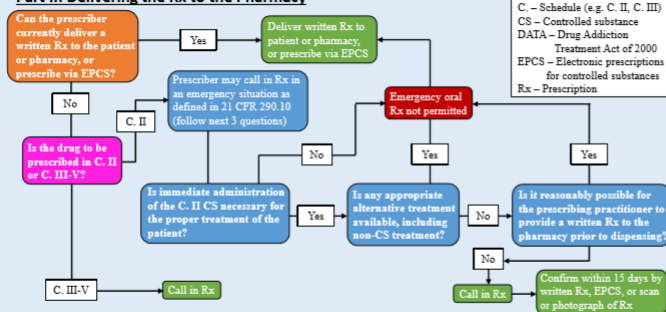 Part II: Delivering the Rx to the Pharmacy
C. – Schedule (e.g. C. II, C. III)
CS – Controlled substance
DATA – Drug Addiction
Treatment Act of 2000
EPCS – Electronic prescriptions
for controlled substances
Rx – Prescription
Can the prescriber
currently deliver a
written Rx to the patient
or pharmacy, or
prescribe via EPCS?
Yes
Deliver written Rx to
patient or pharmacy,
or prescribe via EPCS
No
Prescriber may call in Rx in
an emergency situation as
defined in 21 CFR 290.10
(follow next 3 questions)
C. II
Emergency oral
Rx not permitted
Is the drug to be
prescribed in C. II
or C. III-V?
No
Yes
Yes
Is immediate administration
of the C. II CS necessary for
the proper treatment of the
patient?
Yes
Is any appropriate
alternative treatment
available, including
non-CS treatment?
No
Is it reasonably possible for
the prescribing practitioner to
provide a written Rx to the
pharmacy prior to dispensing?
No
C. III-V
Call in Rx
Call in Rx
Confirm within 15 days by
written Rx, EPCS, or scan
or photograph of Rx